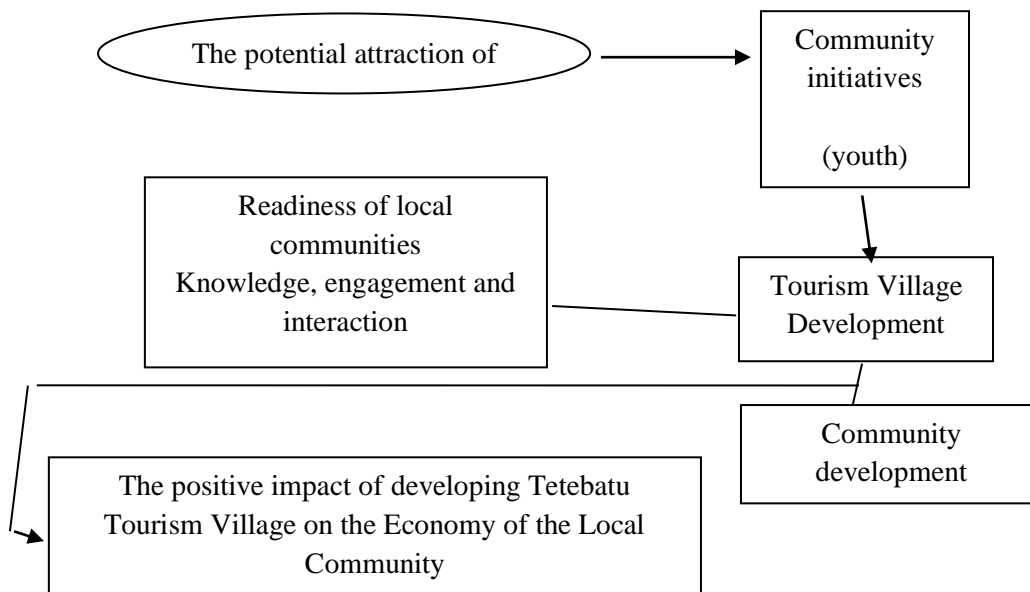 The potential attraction of
Community
initiatives
(youth)
Readiness of local
communities
Knowledge, engagement and
interaction
Tourism Village
Development
Community
development
The positive impact of developing Tetebatu
Tourism Village on the Economy of the Local
Community